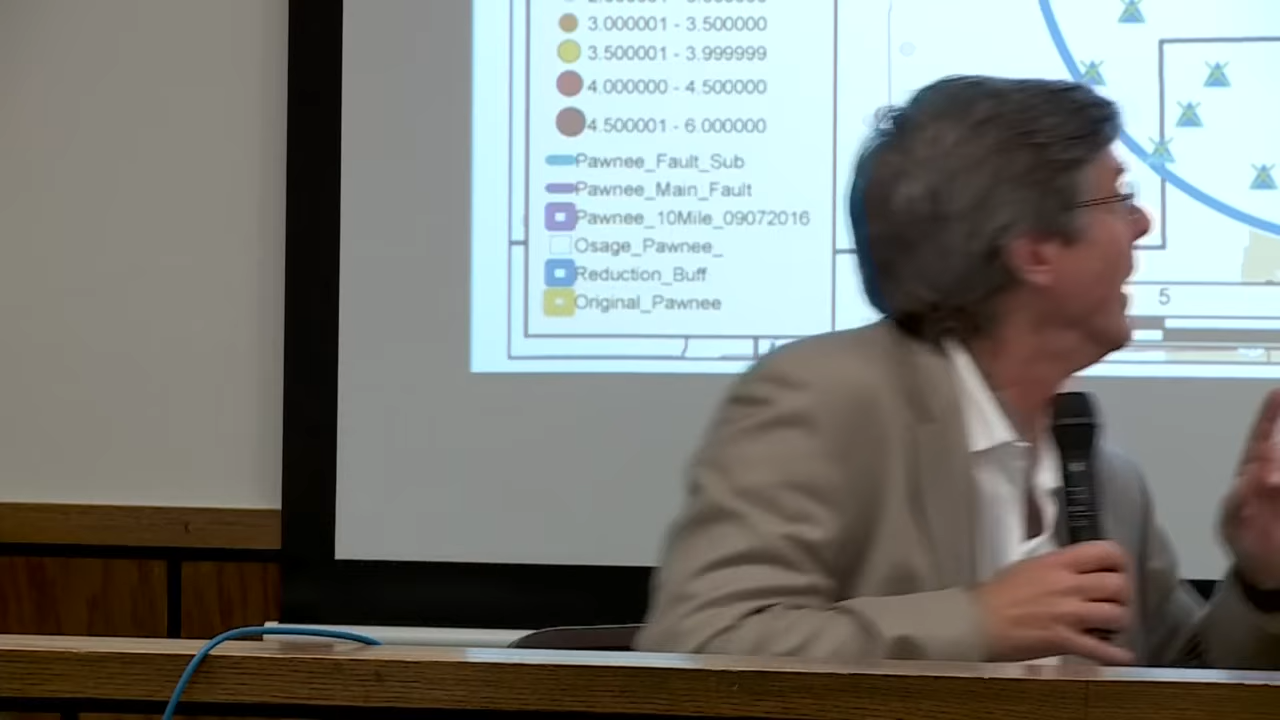 3.000001 - 3.500000
3.500001 - 3.999999
4.000000 - 4.500000
4.500001 - 6.000000
Pawnee_Fault_Sub
Pawnee_Main_Fault
Pawnee_10Mile_09072016
Osage_Pawnee_
Reduction_Buff
Original_Pawnee
5